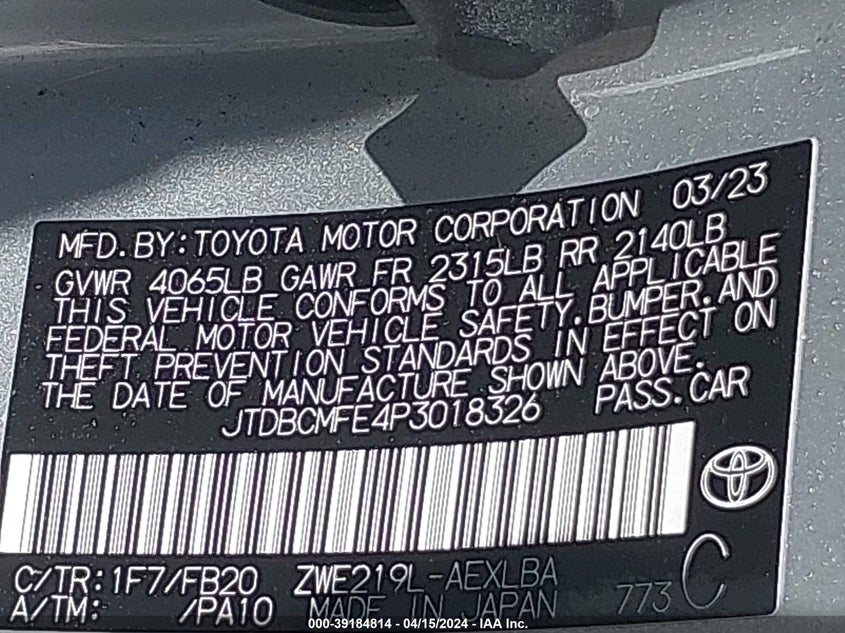 MFD.BY:TOYOTA MOTOR CORPORATION 03/23
GVWR 4065LB GAWR FR 2315LB RR 2140LB
THIS VEHICLE CONFORMS TO ALL APPLICABLE
FEDERAL MOTOR VEHICLE SAFETY,BUMPER,AND
THEFT PREVENTION STANDARDS IN EFFECT ON
THE DATE OF MANUFACTURE SHOWN ABOVE.
JTDBCMFE4P3018326 PASS.CAR
C/TR:1F7/FB20 ZWE219L-AEXLBA
A/TM: /PA10 MADE IN JAPAN 773 C
000-39184814 - 04/15/2024 - IAA Inc.